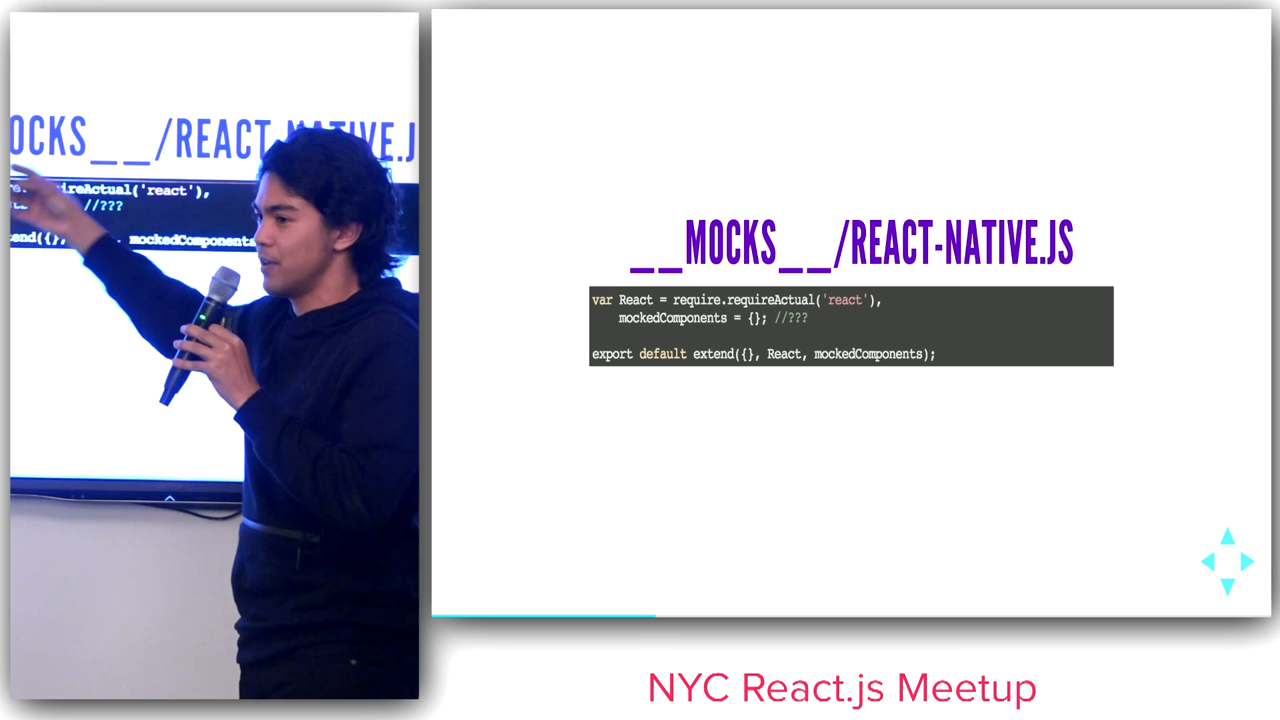 OCKS__/REACT-NATIVE.J
ireActual('react'),
//???
end({}, mockedComponents
__MOCKS__/REACT-NATIVE.JS
var React = require.requireActual('react'),
mockedComponents = {}; //???
export default extend({}, React, mockedComponents);
NYC React.js Meetup